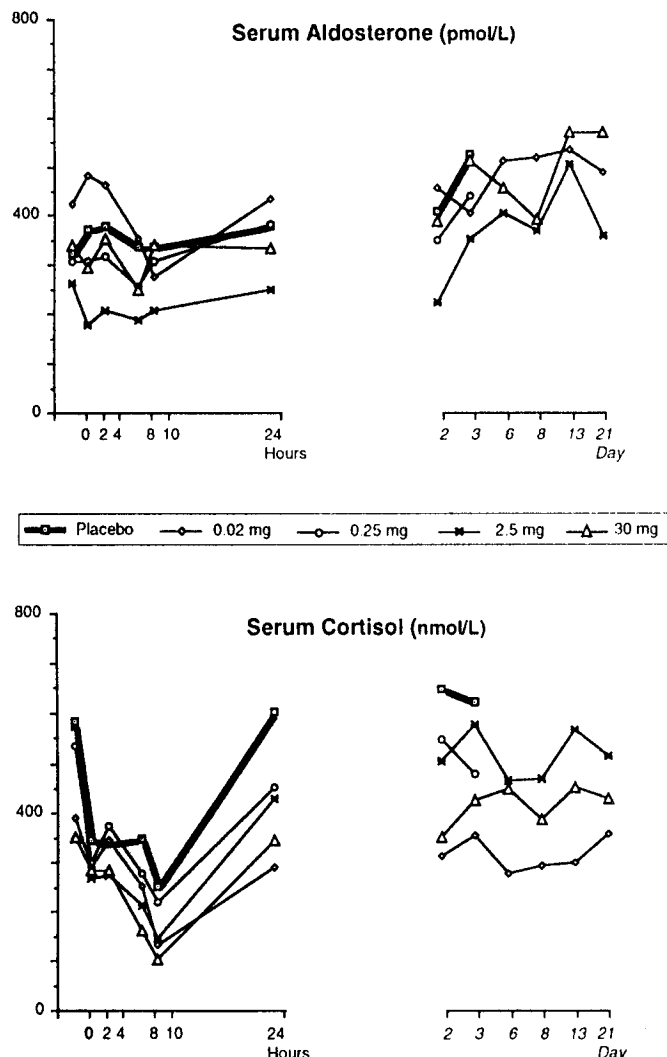 800
Serum Aldosterone (pmol/L)
400
0
0 2 4 8 10 24
Hours
2 3 6 8 13 21
Day
Placebo 0.02 mg 0.25 mg 2.5 mg 30 mg
800
Serum Cortisol (nmol/L)
400
0
0 2 4 8 10 24
Hours
2 3 6 8 13 21
Day